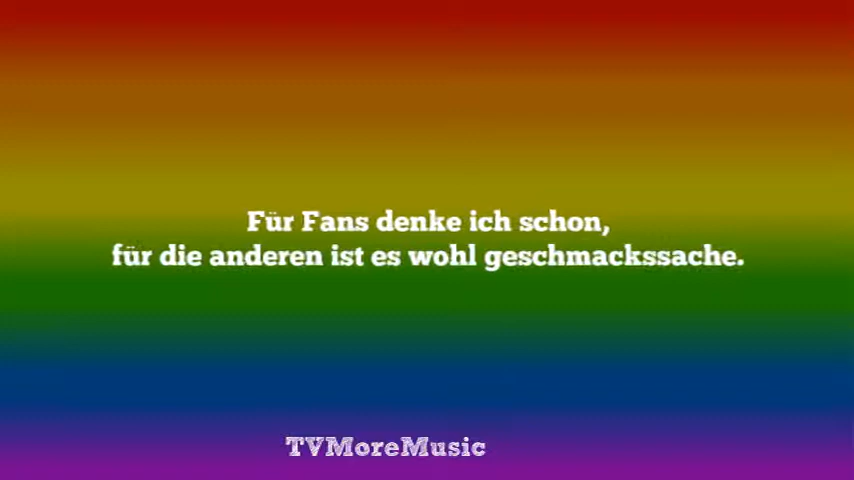 Für Fans denke ich schon,
für die anderen ist es wohl geschmackssache.
TVMoreMusic